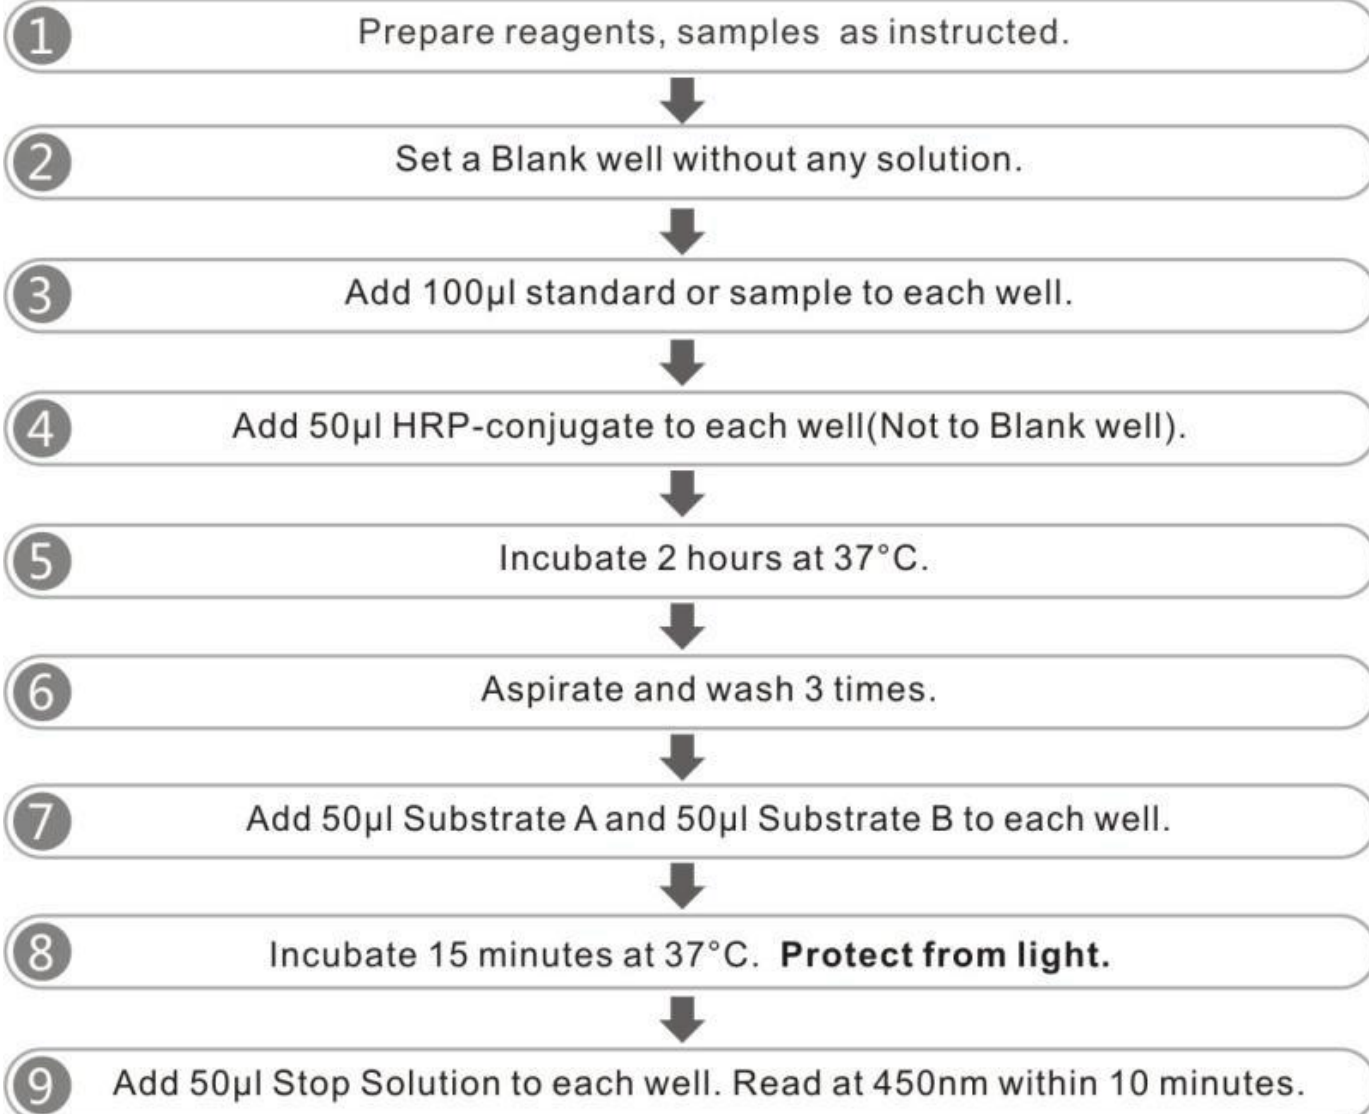 1 Prepare reagents, samples as instructed.
2 Set a Blank well without any solution.
3 Add 100μl standard or sample to each well.
4 Add 50μl HRP-conjugate to each well(Not to Blank well).
5 Incubate 2 hours at 37°C.
6 Aspirate and wash 3 times.
7 Add 50μl Substrate A and 50μl Substrate B to each well.
8 Incubate 15 minutes at 37°C. Protect from light.
9 Add 50μl Stop Solution to each well. Read at 450nm within 10 minutes.